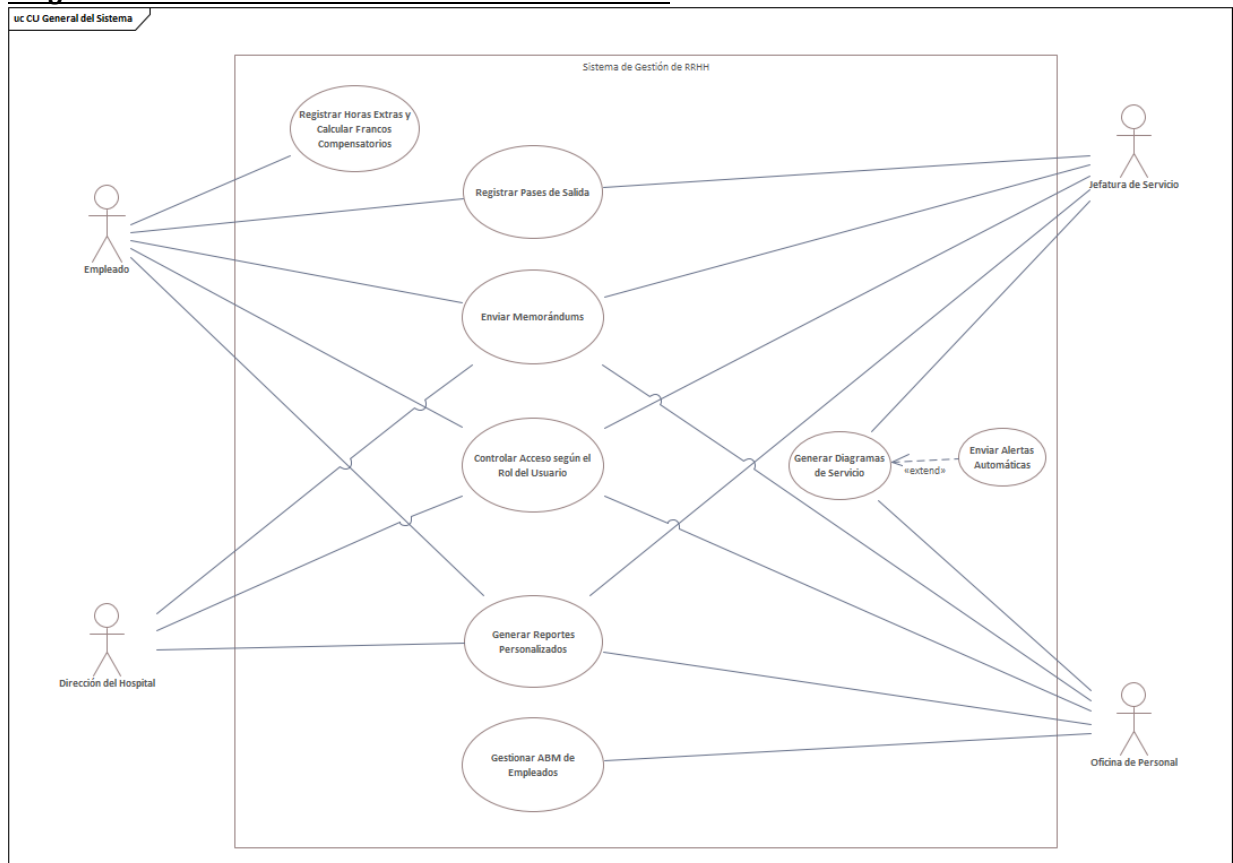 uc CU General del Sistema
Sistema de Gestión de RRHH
Registrar Horas Extras y
Calcular Francos
Compensatorios
Registrar Pases de Salida
Jefatura de Servicio
Empleado
Enviar Memorándums
Controlar Acceso según el
Rol del Usuario
Generar Diagramas
de Servicio
«extend»
Enviar Alertas
Automáticas
Generar Reportes
Personalizados
Dirección del Hospital
Gestionar ABM de
Empleados
Oficina de Personal